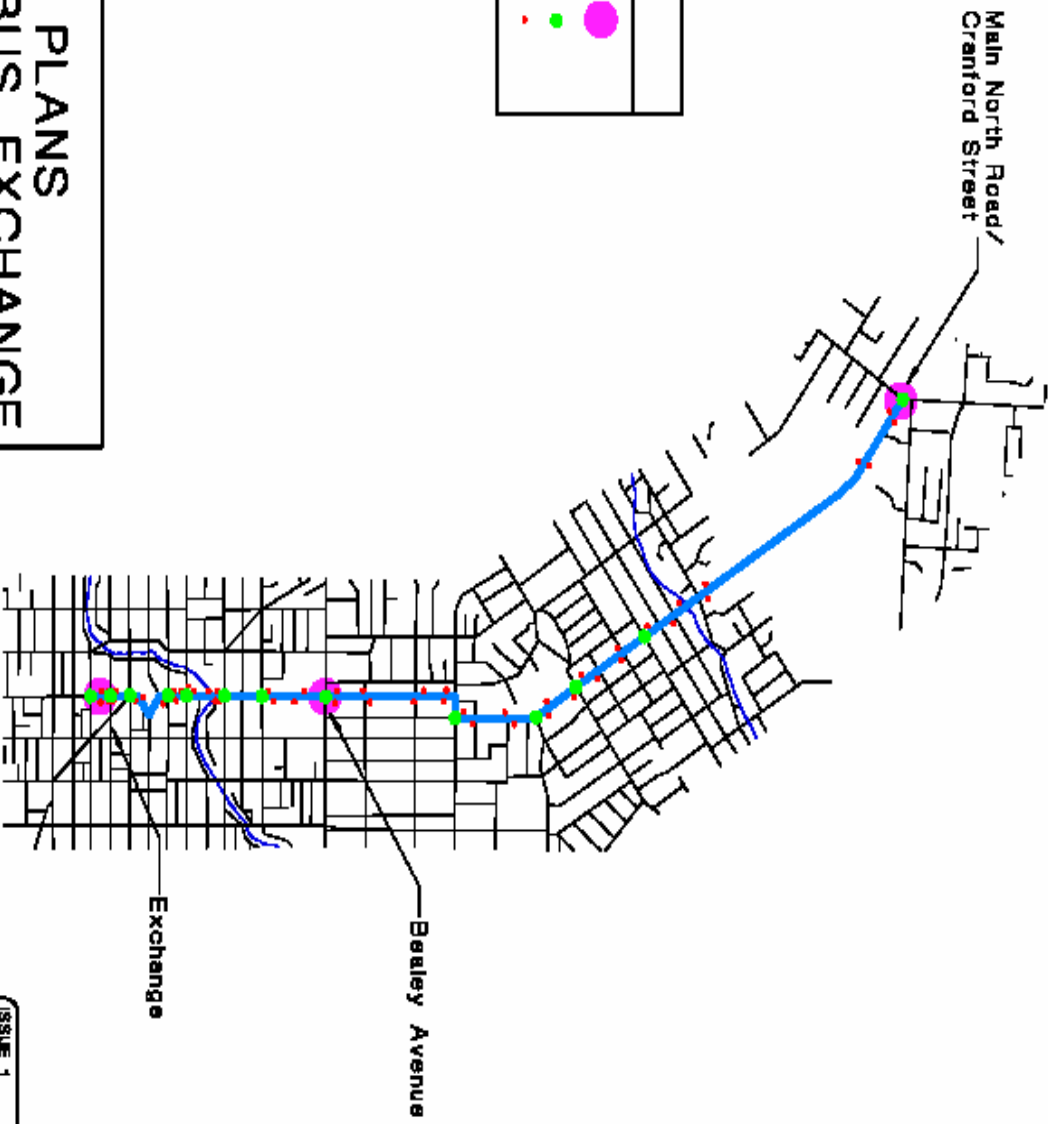 Main North Road/
Cranford Street
PLANS
BUS EXCHANGE
Exchange
Bealey Avenue
ISSUE 1